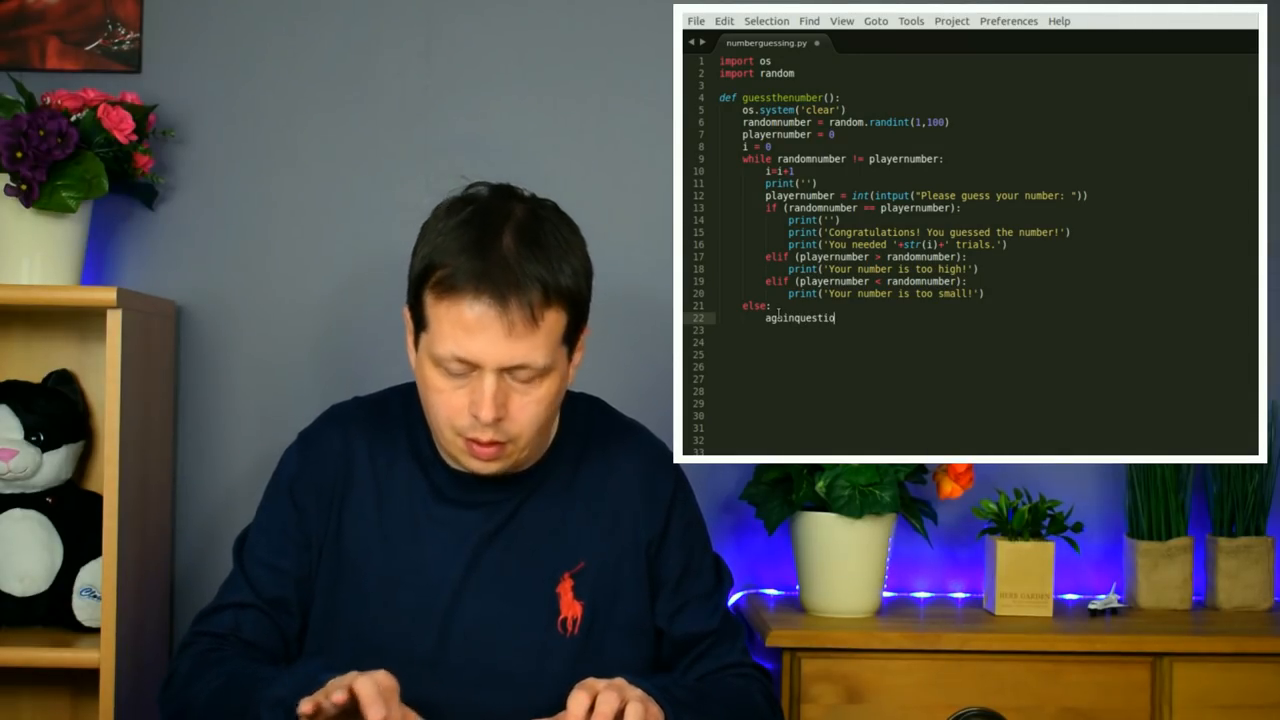 File Edit Selection Find View Goto Tools Project Preferences Help
numberguessing.py
1 import os
2 import random
3
4 def guessthenumber():
5 os.system('clear')
6 randomnumber = random.randint(1,100)
7 playernumber = 0
8 i = 0
9 while randomnumber != playernumber:
10 i=i+1
11 print('')
12 playernumber = int(intput("Please guess your number: "))
13 if (randomnumber == playernumber):
14 print('')
15 print('Congratulations! You guessed the number!')
16 print('You needed '+str(i)+' trials.')
17 elif (playernumber > randomnumber):
18 print('Your number is too high!')
19 elif (playernumber < randomnumber):
20 print('Your number is too small!')
21 else:
22 againquestio
23
24
25
26
27
28
29
30
31
32
33
HERB GARDEN